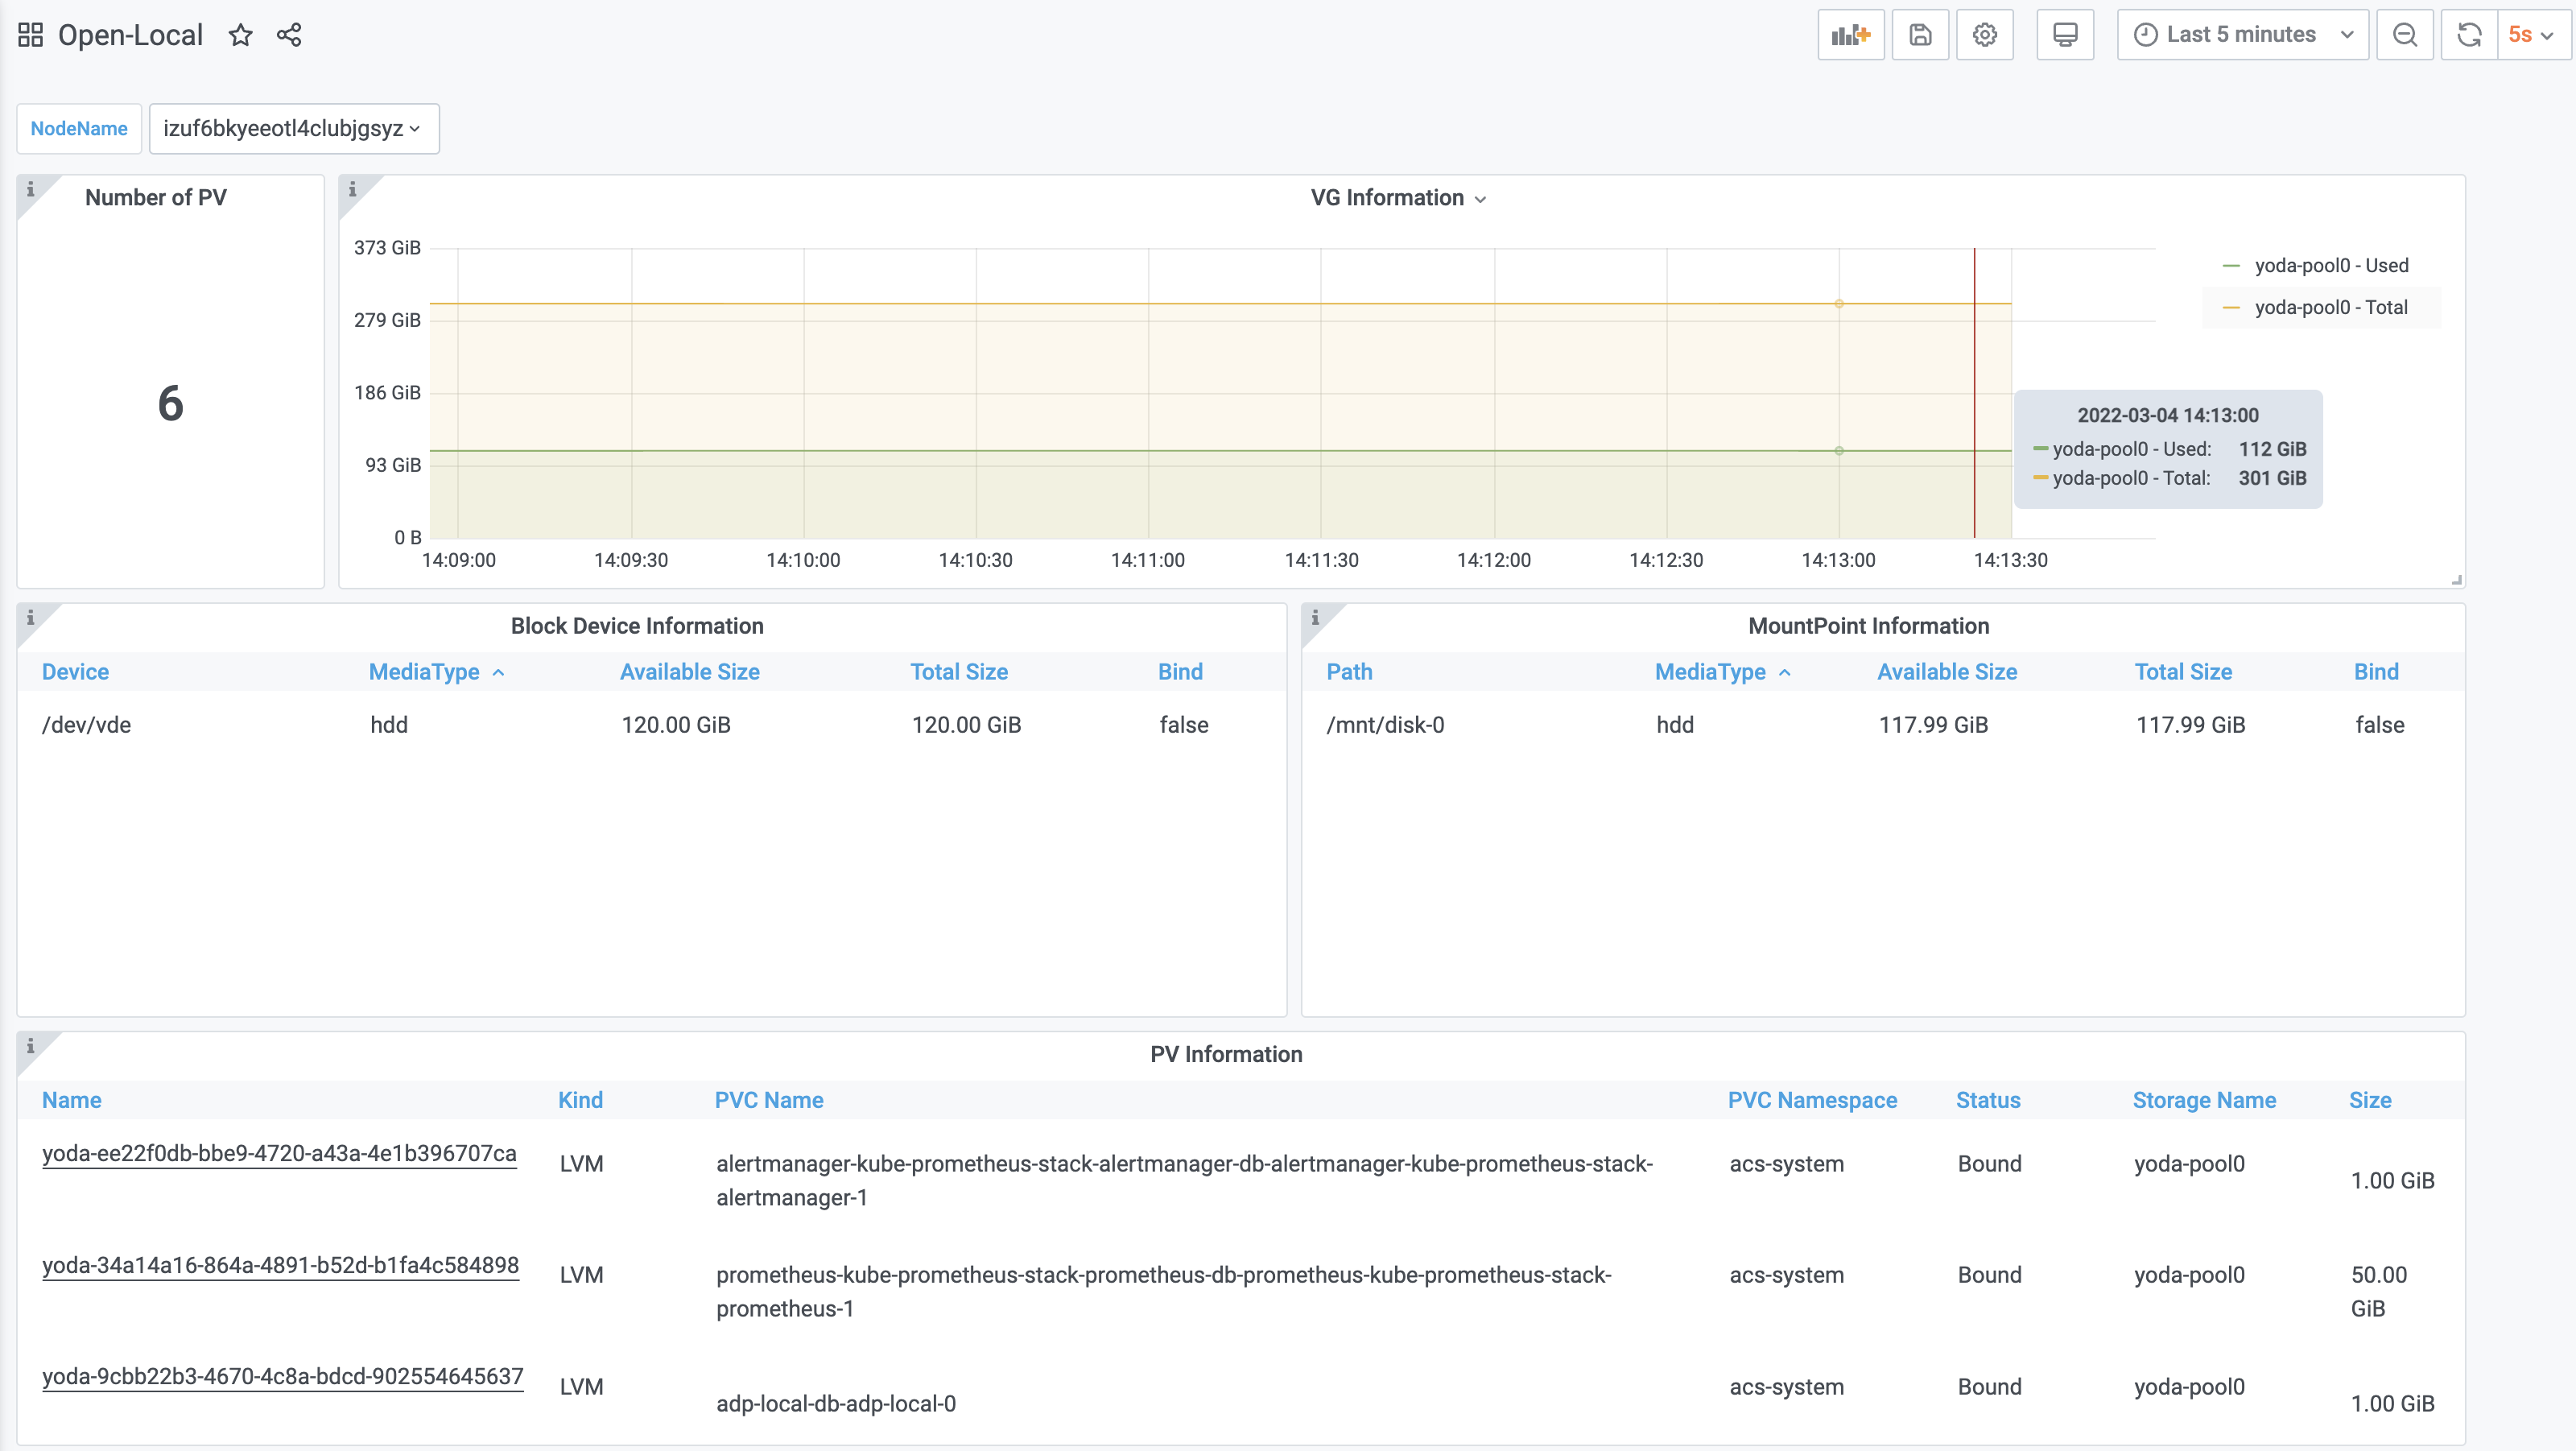 Open-Local
Last 5 minutes
5s
NodeName
izuf6bkyeeotl4clubjgsyz
Number of PV
6
VG Information
373 GiB
279 GiB
186 GiB
93 GiB
0 B
14:09:00 14:09:30 14:10:00 14:10:30 14:11:00 14:11:30 14:12:00 14:12:30 14:13:00 14:13:30
yoda-pool0 - Used
yoda-pool0 - Total
2022-03-04 14:13:00
yoda-pool0 - Used: 112 GiB
yoda-pool0 - Total: 301 GiB
Block Device Information
Device MediaType Available Size Total Size Bind
/dev/vde hdd 120.00 GiB 120.00 GiB false
MountPoint Information
Path MediaType Available Size Total Size Bind
/mnt/disk-0 hdd 117.99 GiB 117.99 GiB false
PV Information
Name Kind PVC Name PVC Namespace Status Storage Name Size
yoda-ee22f0db-bbe9-4720-a43a-4e1b396707ca LVM alertmanager-kube-prometheus-stack-alertmanager-db-alertmanager-kube-prometheus-stack- acs-system Bound yoda-pool0 1.00 GiB
alertmanager-1
yoda-34a14a16-864a-4891-b52d-b1fa4c584898 LVM prometheus-kube-prometheus-stack-prometheus-db-prometheus-kube-prometheus-stack- acs-system Bound yoda-pool0 50.00
prometheus-1 GiB
yoda-9cbb22b3-4670-4c8a-bdcd-902554645637 LVM adp-local-db-adp-local-0 acs-system Bound yoda-pool0 1.00 GiB